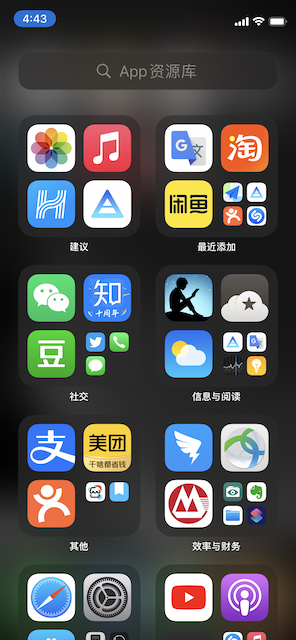 4:43
App资源库
G
文
淘
闲鱼
建议
最近添加
知
十周年
豆
社交
信息与阅读
支
美团
干啥都省钱
其他
效率与财务